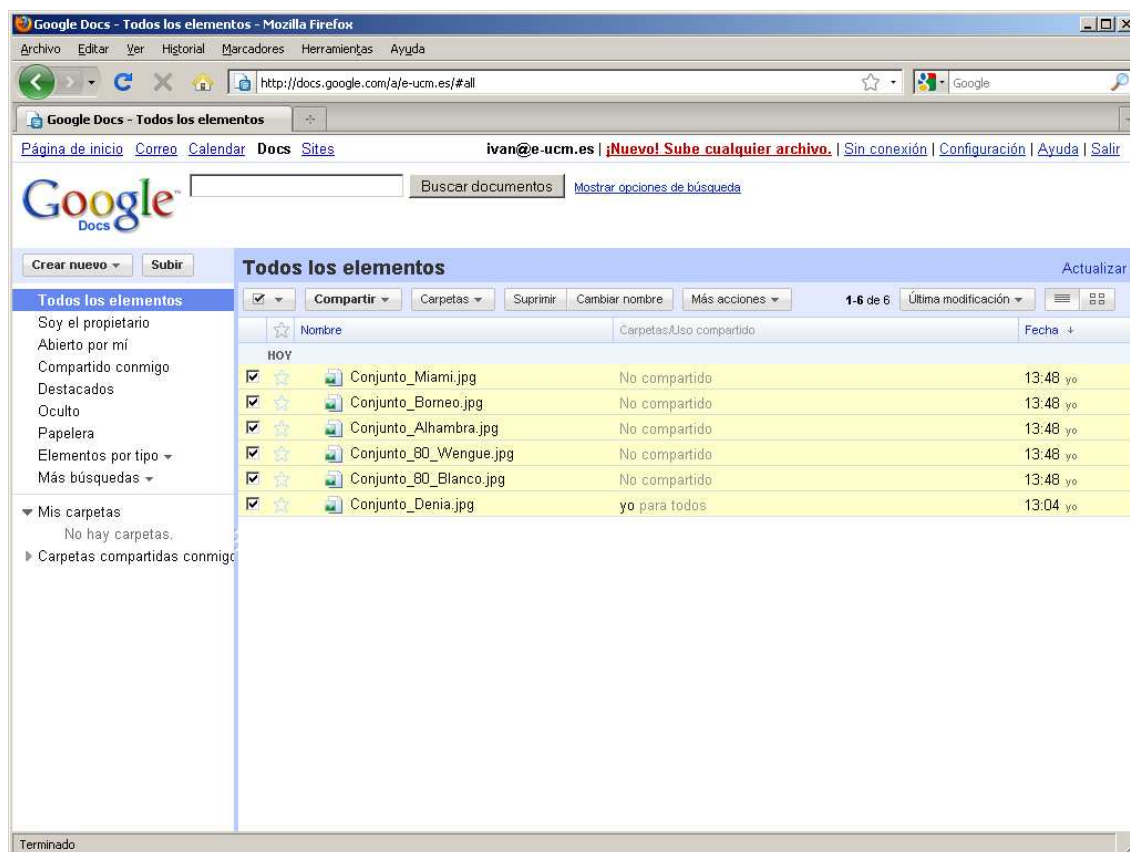 Google Docs - Todos los elementos - Mozilla Firefox
Archivo Editar Ver Historial Marcadores Herramientas Ayuda
http://docs.google.com/a/e-ucm.es/#all Google
Google Docs - Todos los elementos
Página de inicio Correo Calendar Docs Sites ivan@e-ucm.es | ¡Nuevo! Sube cualquier archivo. | Sin conexión | Configuración | Ayuda | Salir
Google™ Docs Buscar documentos Mostrar opciones de búsqueda
Crear nuevo Subir Todos los elementos Actualizar
Todos los elementos Compartir Carpetas Suprimir Cambiar nombre Más acciones 1-6 de 6 Última modificación
Soy el propietario Nombre Carpetas/Uso compartido Fecha
Abierto por mí HOY
Compartido conmigo Conjunto_Miami.jpg No compartido 13:48 yo
Destacados Conjunto_Borneo.jpg No compartido 13:48 yo
Oculto
Papelera Conjunto_Alhambra.jpg No compartido 13:48 yo
Elementos por tipo Conjunto_80_Wengue.jpg No compartido 13:48 yo
Más búsquedas Conjunto_80_Blanco.jpg No compartido 13:48 yo
Mis carpetas Conjunto_Denia.jpg yo para todos 13:04 yo
No hay carpetas.
Carpetas compartidas conmigo
Terminado